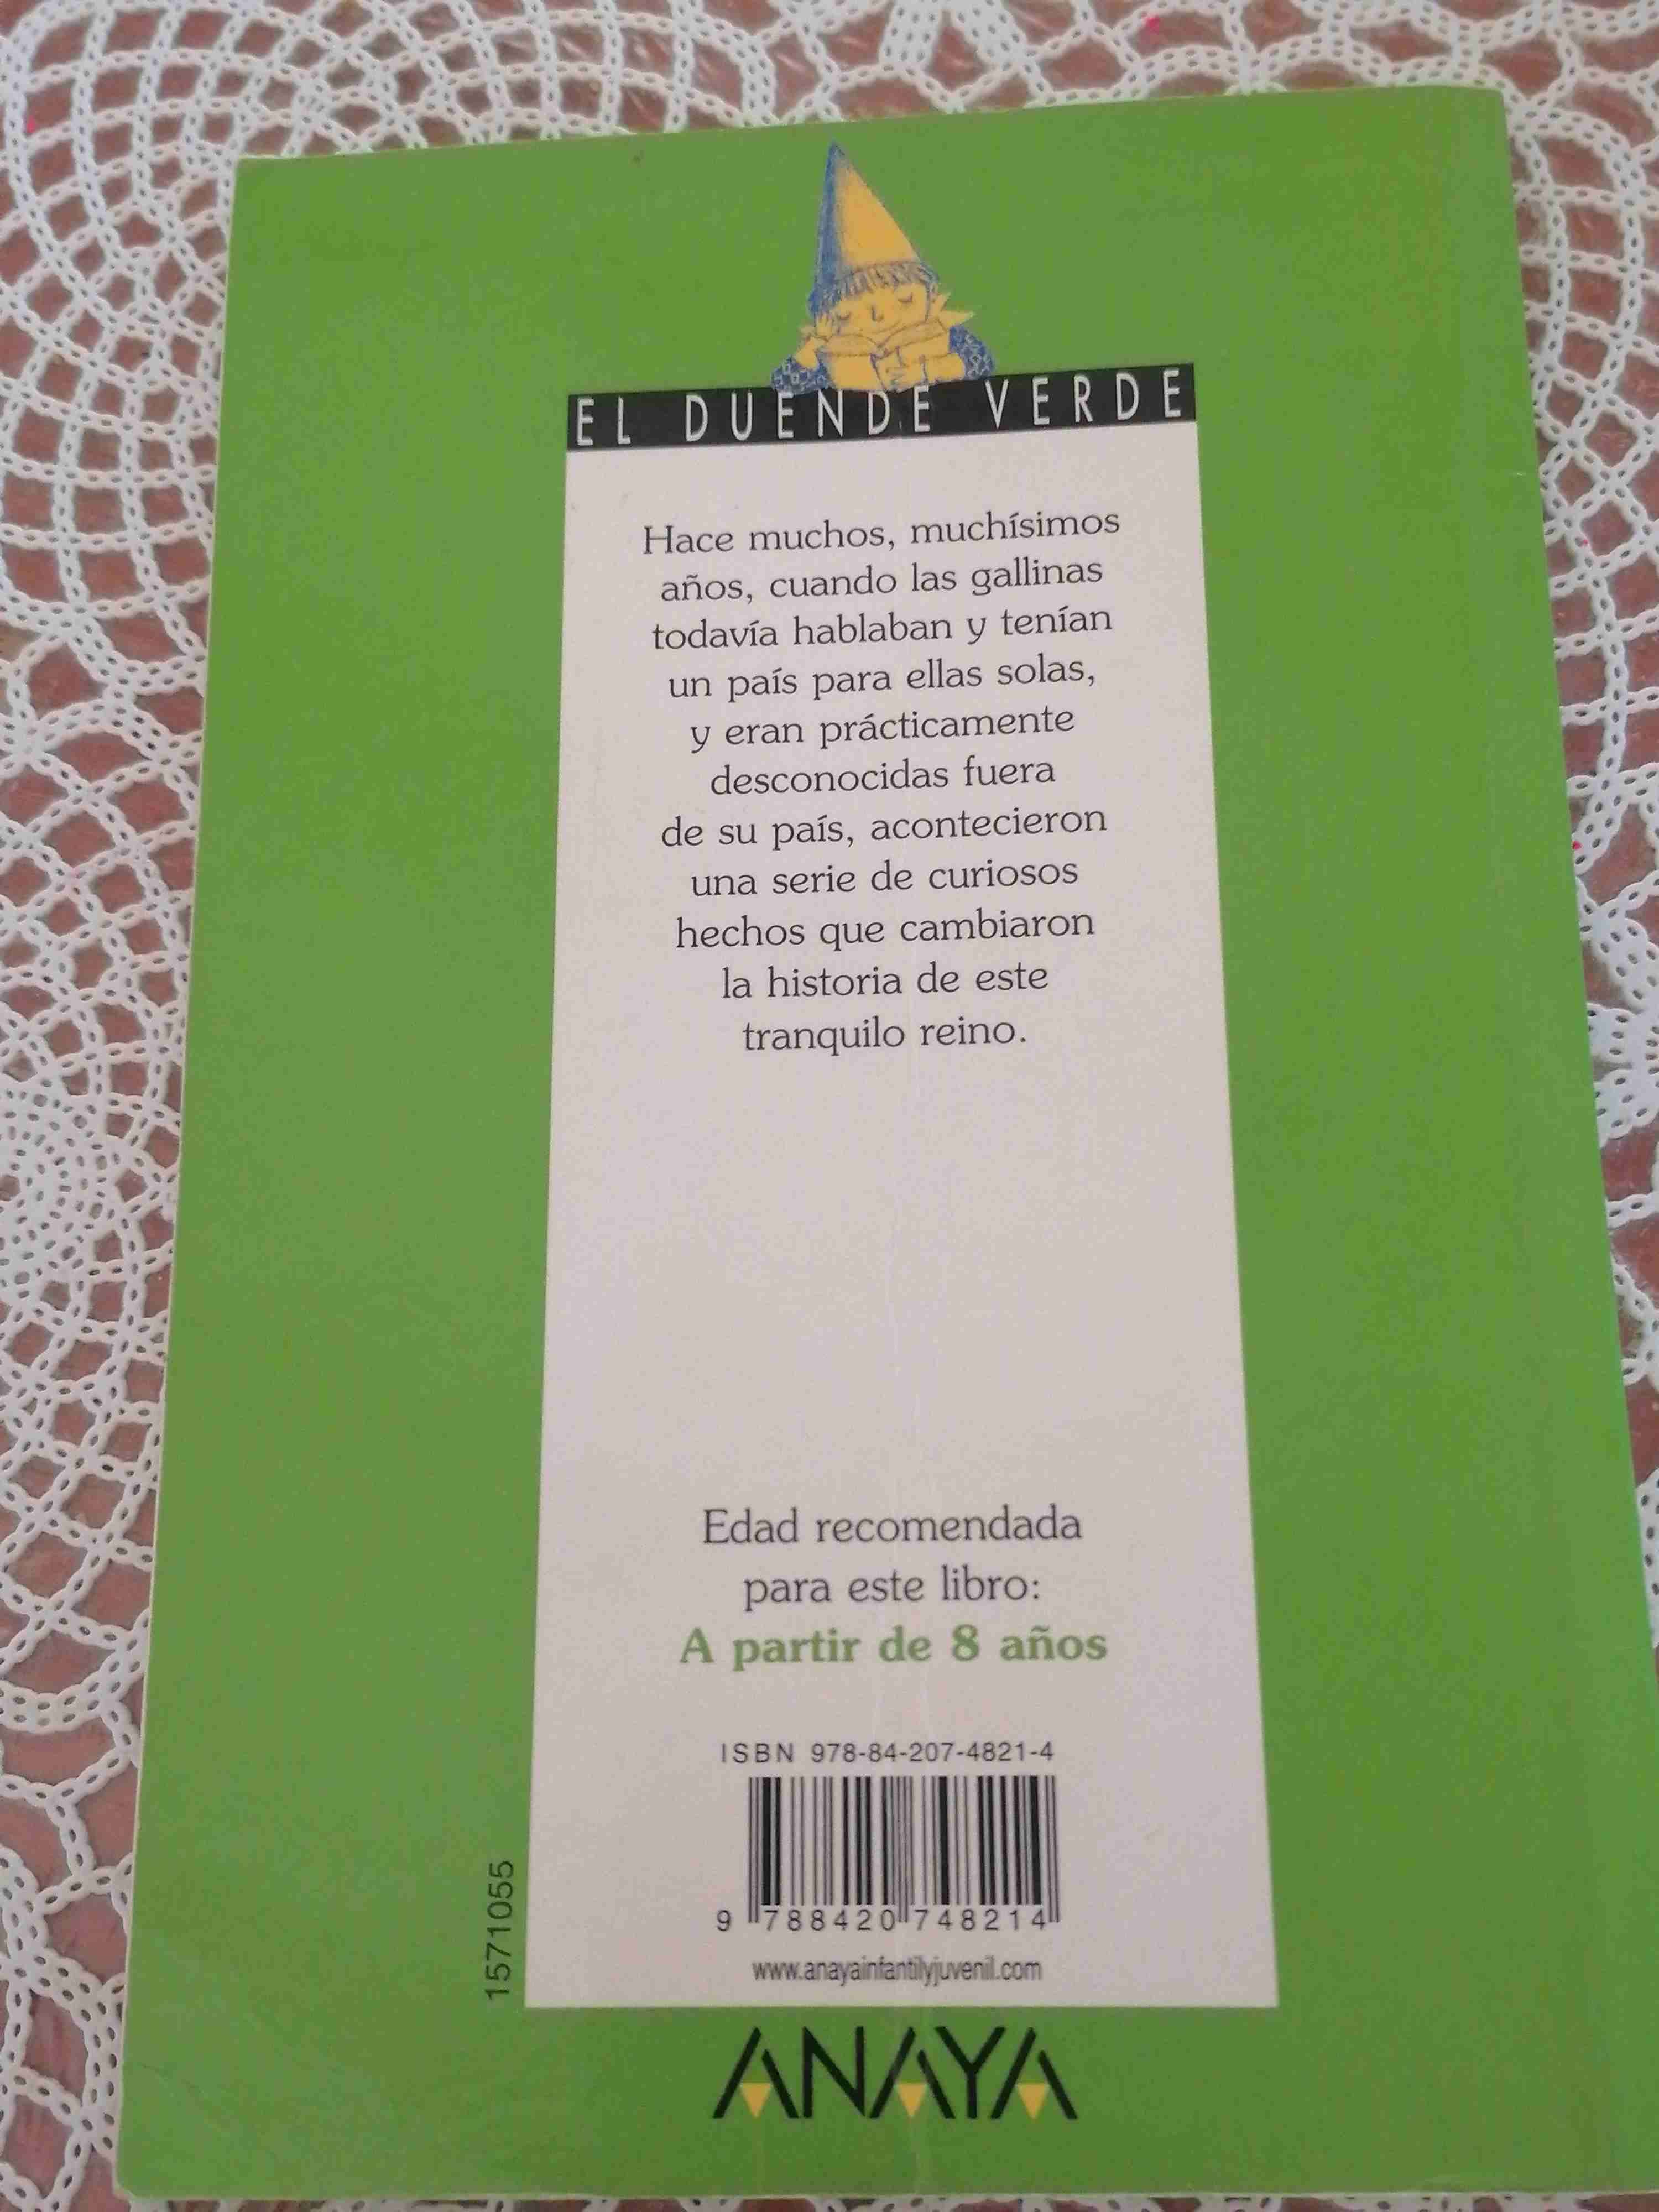 EL DUENDE VERDE
Hace muchos, muchísimos
años, cuando las gallinas
todavía hablaban y tenían
un país para ellas solas,
y eran prácticamente
desconocidas fuera
de su país, acontecieron
una serie de curiosos
hechos que cambiaron
la historia de este
tranquilo reino.
Edad recomendada
para este libro:
A partir de 8 años
ISBN 978-84-207-4821-4
9 788420 748214
www.anayainfantilyjuvenil.com
1571055
ANAYA